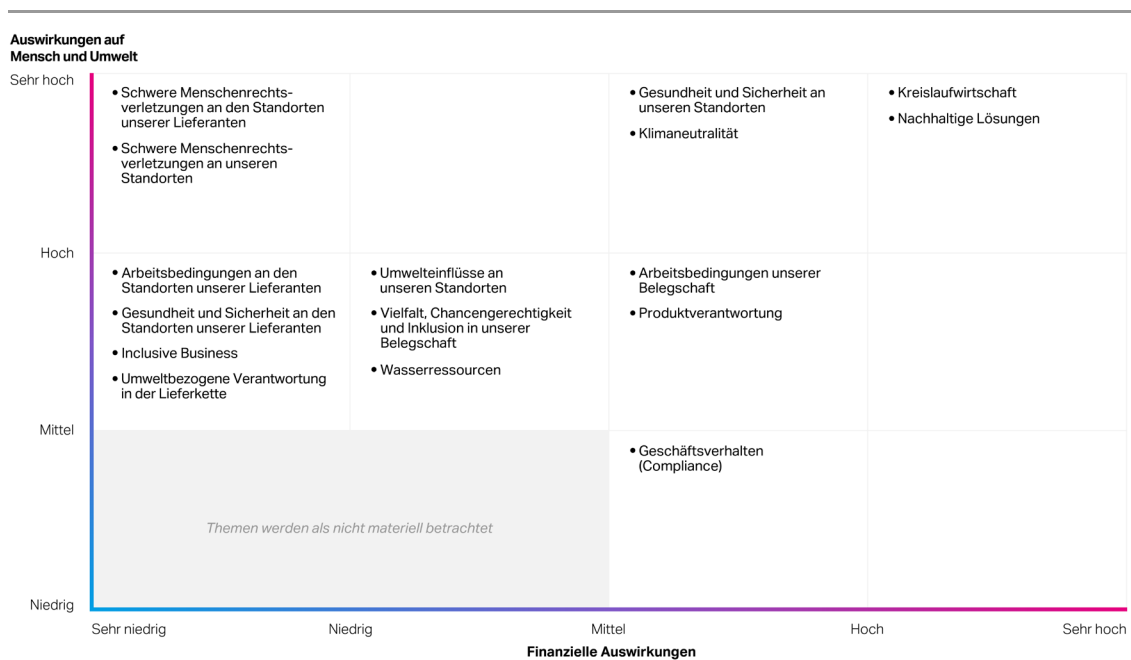 Auswirkungen auf
Mensch und Umwelt
Sehr hoch
• Schwere Menschenrechts-
verletzungen an den Standorten
unserer Lieferanten
• Schwere Menschenrechts-
verletzungen an unseren
Standorten
• Gesundheit und Sicherheit an
unseren Standorten
• Klimaneutralität
• Kreislaufwirtschaft
• Nachhaltige Lösungen
Hoch
• Arbeitsbedingungen an den
Standorten unserer Lieferanten
• Gesundheit und Sicherheit an den
Standorten unserer Lieferanten
• Inclusive Business
• Umweltbezogene Verantwortung
in der Lieferkette
• Umwelteinflüsse an
unseren Standorten
• Vielfalt, Chancengerechtigkeit
und Inklusion in unserer
Belegschaft
• Wasserressourcen
• Arbeitsbedingungen unserer
Belegschaft
• Produktverantwortung
Mittel
• Geschäftsverhalten
(Compliance)
Themen werden als nicht materiell betrachtet
Niedrig
Sehr niedrig
Niedrig
Mittel
Hoch
Sehr hoch
Finanzielle Auswirkungen